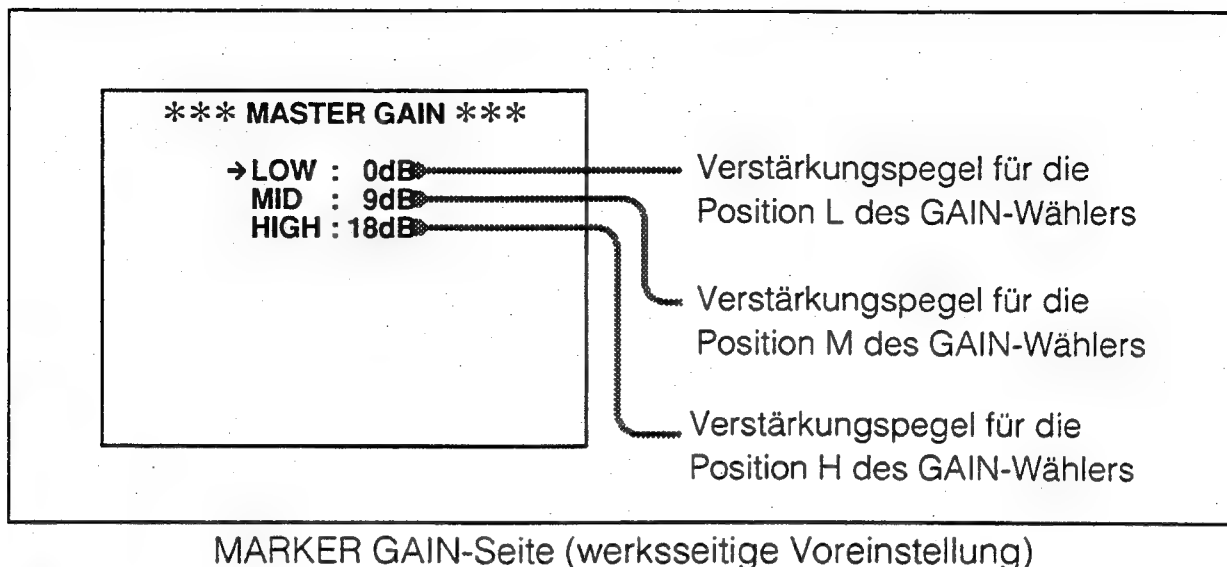 *** MASTER GAIN ***
→LOW : 0dB
MID : 9dB
HIGH : 18dB
Verstärkungspegel für die
Position L des GAIN-Wählers
Verstärkungspegel für die
Position M des GAIN-Wählers
Verstärkungspegel für die
Position H des GAIN-Wählers
MARKER GAIN-Seite (werksseitige Voreinstellung)